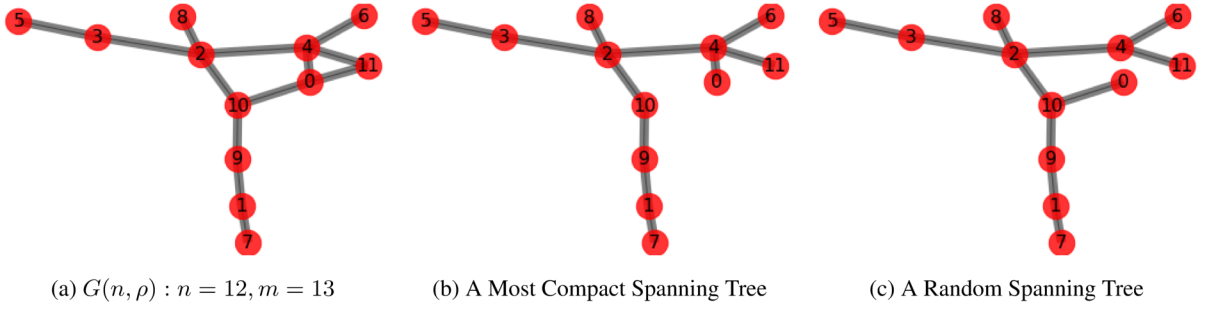 5 3 8 2 4 6 11 0 10 9 1 7
5 3 8 2 4 6 11 0 10 9 1 7
5 3 8 2 4 6 11 0 10 9 1 7
(a) G(n, ρ) : n = 12, m = 13
(b) A Most Compact Spanning Tree
(c) A Random Spanning Tree